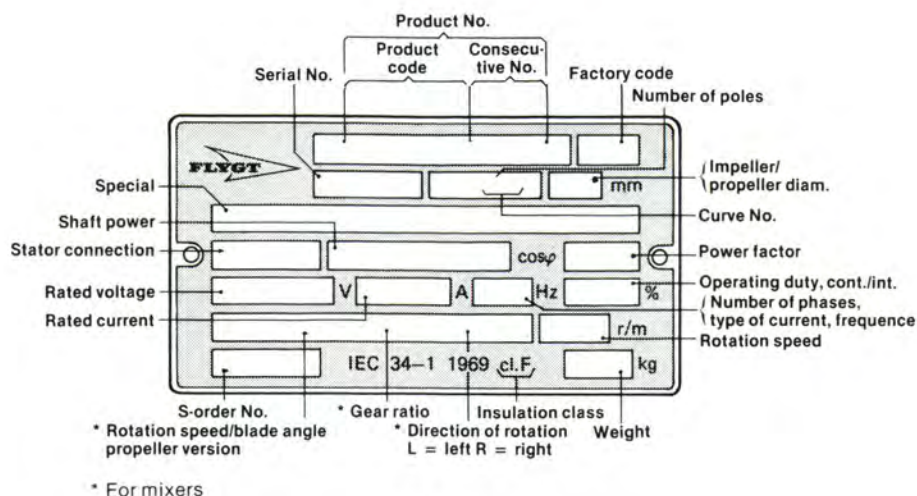 Product No.
Product code
Consecu-tive No.
Serial No.
Factory code
Number of poles
FLYGT
mm
Impeller/
propeller diam.
Special
Curve No.
Shaft power
Stator connection
cosφ
Power factor
Rated voltage
V
A
Hz
%
Operating duty, cont./int.
Number of phases,
type of current, frequence
Rated current
r/m
Rotation speed
IEC 34–1 1969 cl.F
kg
S-order No.
* Gear ratio
Insulation class
Weight
* Rotation speed/blade angle
propeller version
* Direction of rotation
L = left R = right
* For mixers